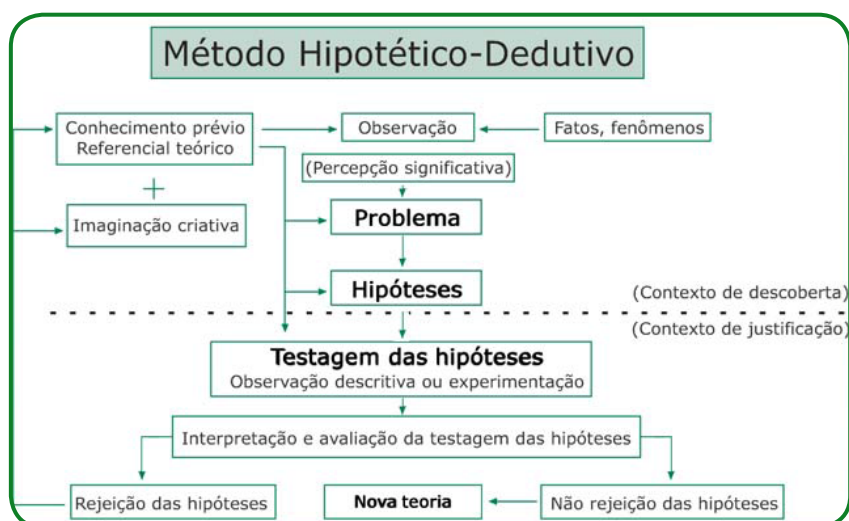 Método Hipotético-Dedutivo
Conhecimento prévio
Referencial teórico
Observação
Fatos, fenômenos
(Percepção significativa)
+
Imaginação criativa
Problema
Hipóteses
(Contexto de descoberta)
(Contexto de justificação)
Testagem das hipóteses
Observação descritiva ou experimentação
Interpretação e avaliação da testagem das hipóteses
Rejeição das hipóteses
Nova teoria
Não rejeição das hipóteses